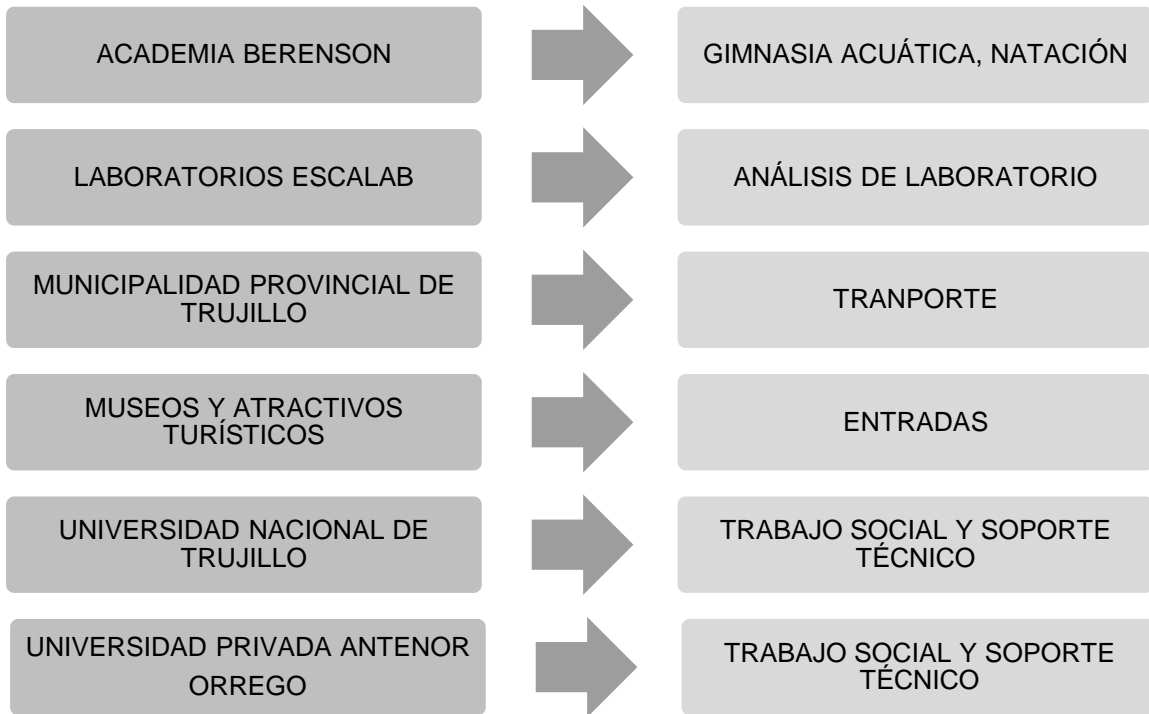 ACADEMIA BERENSON
GIMNASIA ACUÁTICA, NATACIÓN
LABORATORIOS ESCALAB
ANÁLISIS DE LABORATORIO
MUNICIPALIDAD PROVINCIAL DE
TRUJILLO
TRANPORTE
MUSEOS Y ATRACTIVOS
TURÍSTICOS
ENTRADAS
UNIVERSIDAD NACIONAL DE
TRUJILLO
TRABAJO SOCIAL Y SOPORTE
TÉCNICO
UNIVERSIDAD PRIVADA ANTENOR
ORREGO
TRABAJO SOCIAL Y SOPORTE
TÉCNICO